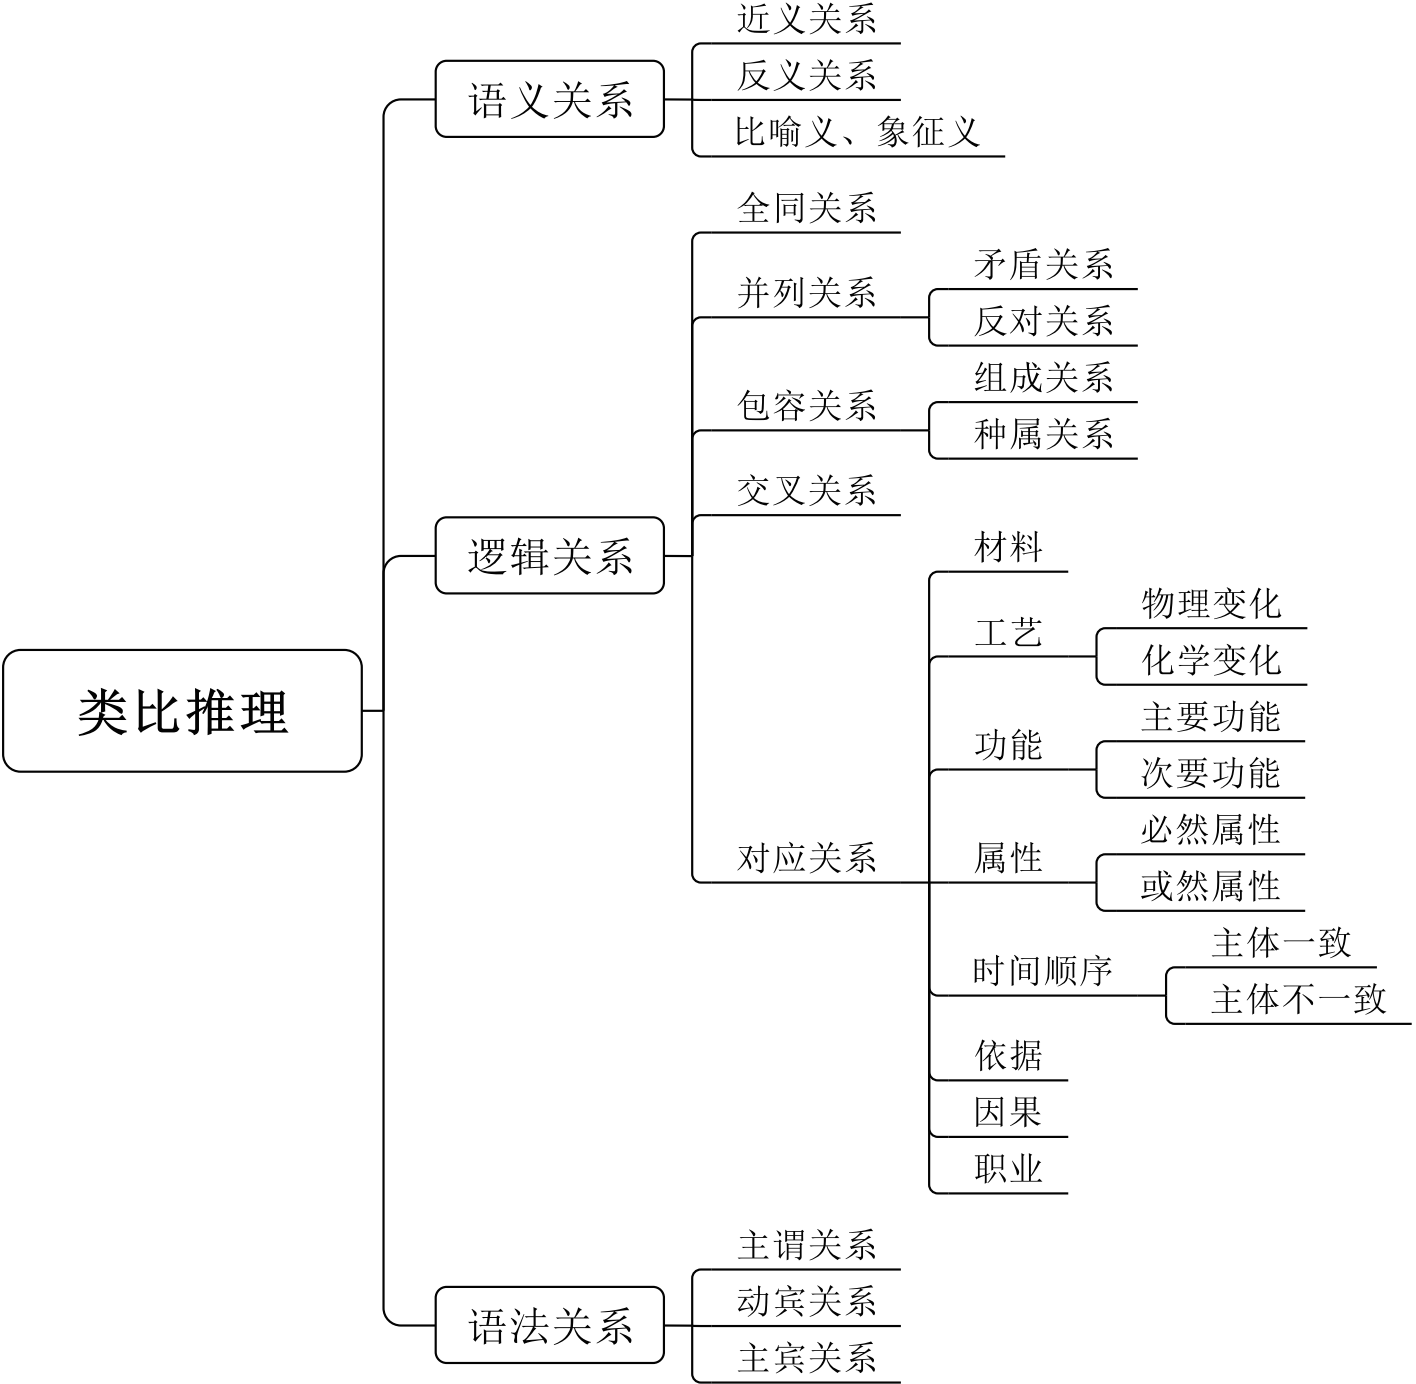 类比推理
语义关系
近义关系
反义关系
比喻义、象征义
逻辑关系
全同关系
并列关系
矛盾关系
反对关系
包容关系
组成关系
种属关系
交叉关系
对应关系
材料
工艺
物理变化
化学变化
功能
主要功能
次要功能
属性
必然属性
或然属性
时间顺序
主体一致
主体不一致
依据
因果
职业
语法关系
主谓关系
动宾关系
主宾关系